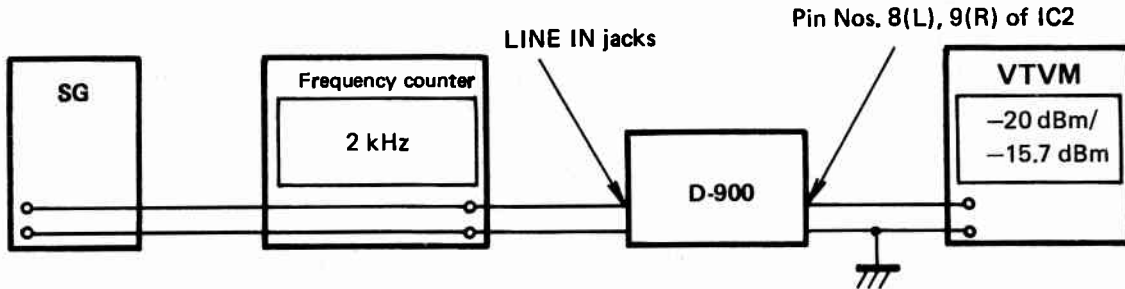 Pin Nos. 8(L), 9(R) of IC2
LINE IN jacks
SG
Frequency counter
2 kHz
D-900
VTVM
−20 dBm/
−15.7 dBm